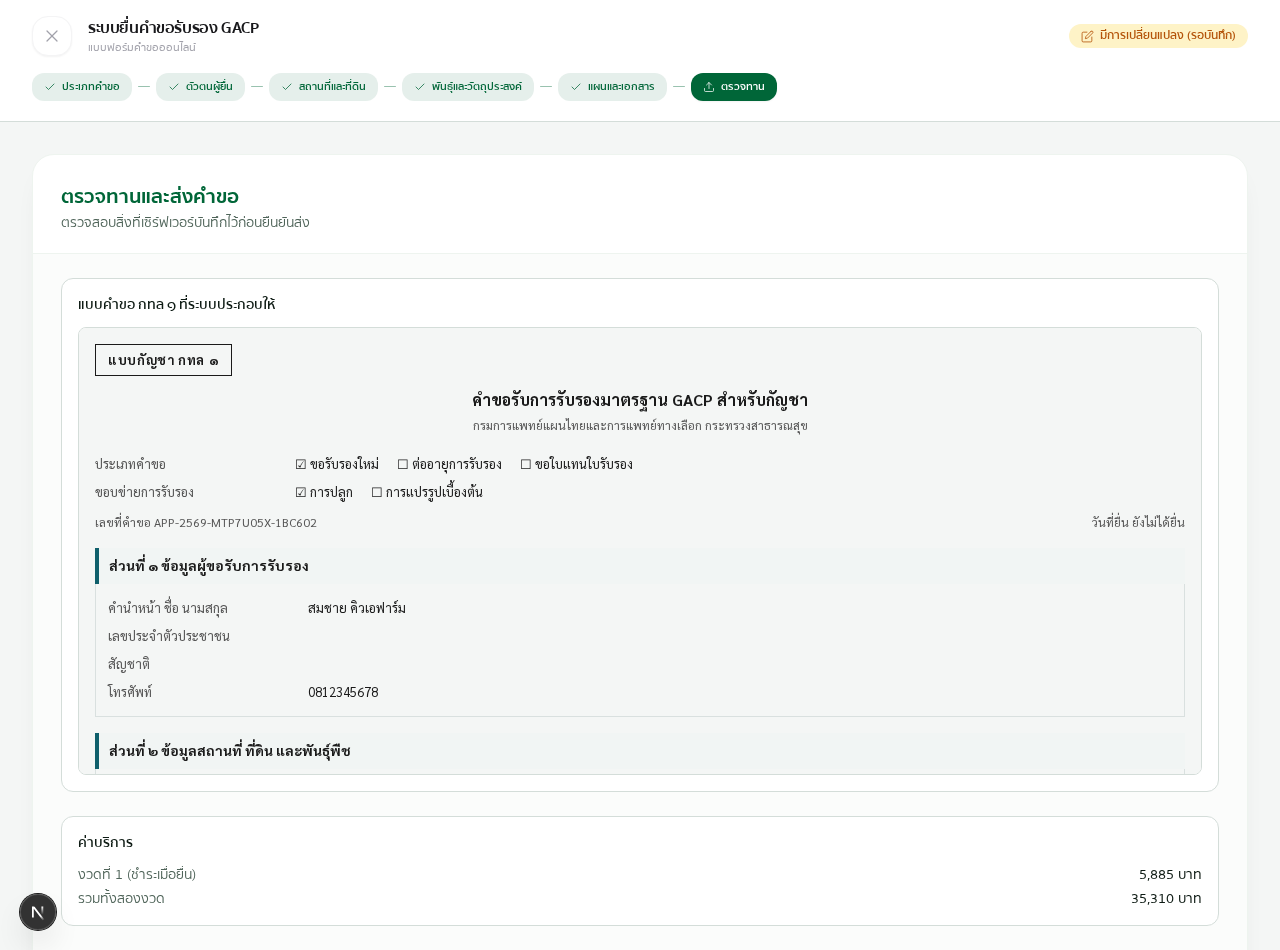 ระบบยื่นคำขอรับรอง GACP
แบบฟอร์มคำขอออนไลน์
มีการเปลี่ยนแปลง (รอบันทึก)
ประเภทคำขอ
ตัวตนผู้ยื่น
สถานที่และที่ดิน
พันธุ์และวัตถุประสงค์
แผนและเอกสาร
ตรวจทาน
ตรวจทานและส่งคำขอ
ตรวจสอบสิ่งที่เซิร์ฟเวอร์บันทึกไว้ก่อนยืนยันส่ง
แบบคำขอ กทล ๑ ที่ระบบประกอบให้
แบบกัญชา กทล ๑
คำขอรับการรับรองมาตรฐาน GACP สำหรับกัญชา
กรมการแพทย์แผนไทยและการแพทย์ทางเลือก กระทรวงสาธารณสุข
ประเภทคำขอ ☑ ขอรับรองใหม่ ☐ ต่ออายุการรับรอง ☐ ขอใบแทนใบรับรอง
ขอบข่ายการรับรอง ☑ การปลูก ☐ การแปรรูปเบื้องต้น
เลขที่คำขอ APP-2569-MTP7U05X-1BC602 วันที่ยื่น ยังไม่ได้ยื่น
ส่วนที่ ๑ ข้อมูลผู้ขอรับการรับรอง
คำนำหน้า ชื่อ นามสกุล สมชาย คิวเอฟาร์ม
เลขประจำตัวประชาชน
สัญชาติ
โทรศัพท์ 0812345678
ส่วนที่ ๒ ข้อมูลสถานที่ ที่ดิน และพันธุ์พืช
ค่าบริการ
งวดที่ 1 (ชำระเมื่อยื่น) 5,885 บาท
รวมทั้งสองงวด 35,310 บาท